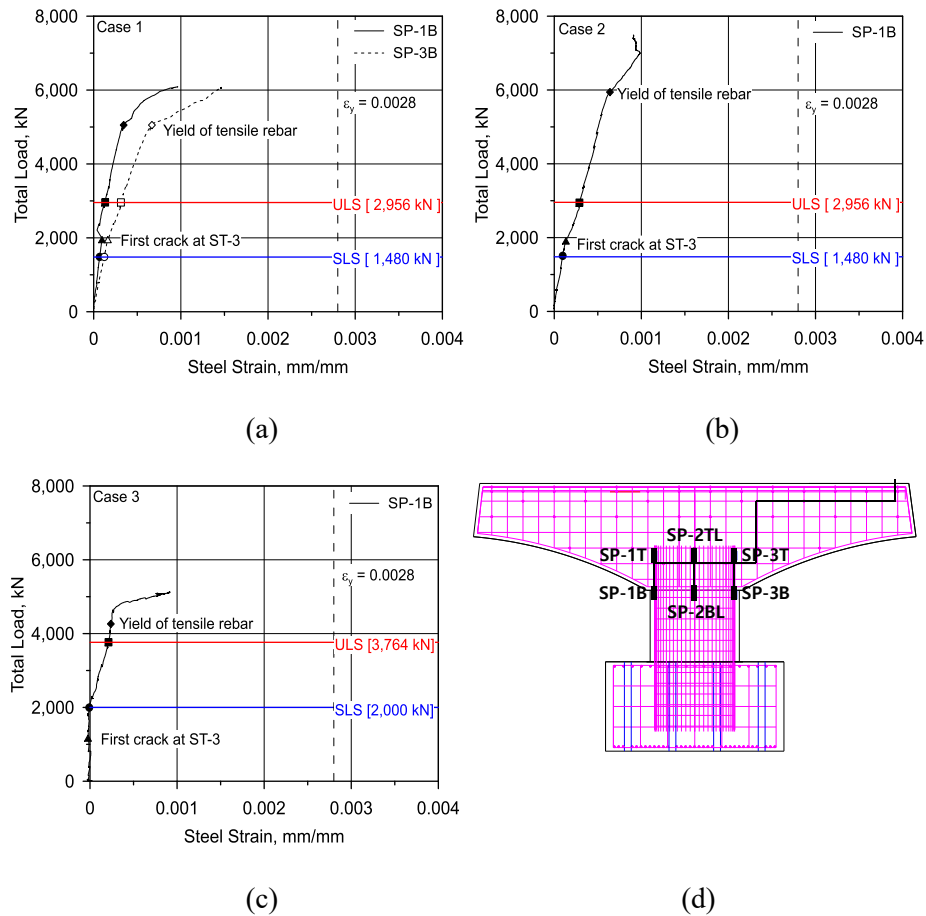 Case 1
SP-1B
SP-3B
8,000
6,000
4,000
2,000
0
Total Load, kN
εy = 0.0028
Yield of tensile rebar
ULS [ 2,956 kN ]
First crack at ST-3
SLS [ 1,480 kN ]
0 0.001 0.002 0.003 0.004
Steel Strain, mm/mm
(a)
Case 2
SP-1B
8,000
6,000
4,000
2,000
0
Total Load, kN
Yield of tensile rebar
εy = 0.0028
ULS [ 2,956 kN ]
First crack at ST-3
SLS [ 1,480 kN ]
0 0.001 0.002 0.003 0.004
Steel Strain, mm/mm
(b)
Case 3
SP-1B
8,000
6,000
4,000
2,000
0
Total Load, kN
εy = 0.0028
Yield of tensile rebar
ULS [3,764 kN]
SLS [2,000 kN]
First crack at ST-3
0 0.001 0.002 0.003 0.004
Steel Strain, mm/mm
(c)
SP-2TL
SP-1T SP-3T
SP-1B SP-3B
SP-2BL
(d)